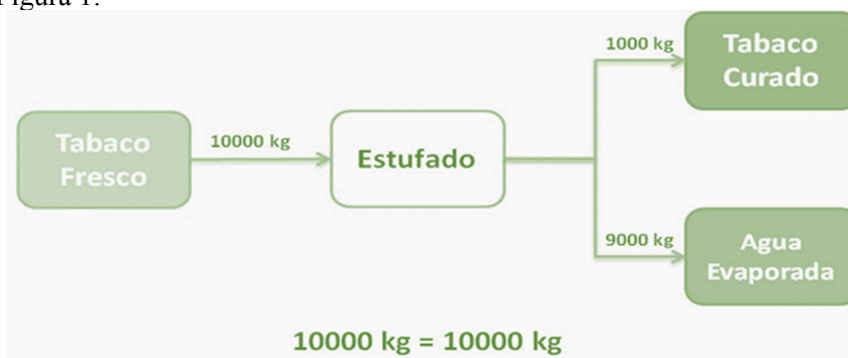 Figura 1:
Tabaco
Fresco
10000 kg
Estufado
1000 kg
Tabaco
Curado
9000 kg
Agua
Evaporada
10000 kg = 10000 kg